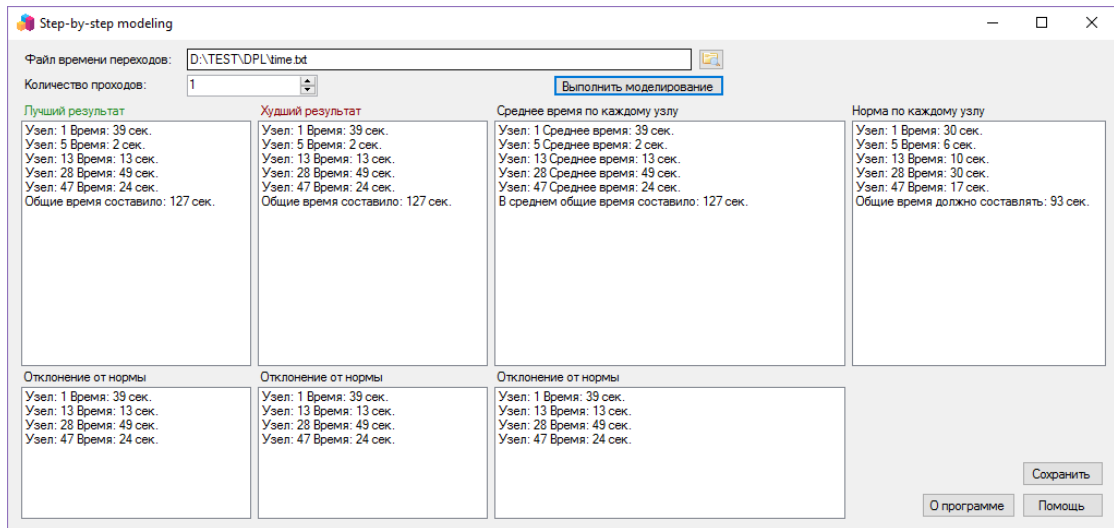 Step-by-step modeling
Файл времени переходов: D:\TEST\DPL\time.txt
Количество проходов: 1 Выполнить моделирование
Лучший результат
Узел: 1 Время: 39 сек.
Узел: 5 Время: 2 сек.
Узел: 13 Время: 13 сек.
Узел: 28 Время: 49 сек.
Узел: 47 Время: 24 сек.
Общие время составило: 127 сек.
Худший результат
Узел: 1 Время: 39 сек.
Узел: 5 Время: 2 сек.
Узел: 13 Время: 13 сек.
Узел: 28 Время: 49 сек.
Узел: 47 Время: 24 сек.
Общие время составило: 127 сек.
Среднее время по каждому узлу
Узел: 1 Среднее время: 39 сек.
Узел: 5 Среднее время: 2 сек.
Узел: 13 Среднее время: 13 сек.
Узел: 28 Среднее время: 49 сек.
Узел: 47 Среднее время: 24 сек.
В среднем общие время составило: 127 сек.
Норма по каждому узлу
Узел: 1 Время: 30 сек.
Узел: 5 Время: 6 сек.
Узел: 13 Время: 10 сек.
Узел: 28 Время: 30 сек.
Узел: 47 Время: 17 сек.
Общие время должно составлять: 93 сек.
Отклонение от нормы
Узел: 1 Время: 39 сек.
Узел: 13 Время: 13 сек.
Узел: 28 Время: 49 сек.
Узел: 47 Время: 24 сек.
Отклонение от нормы
Узел: 1 Время: 39 сек.
Узел: 13 Время: 13 сек.
Узел: 28 Время: 49 сек.
Узел: 47 Время: 24 сек.
Отклонение от нормы
Узел: 1 Время: 39 сек.
Узел: 13 Время: 13 сек.
Узел: 28 Время: 49 сек.
Узел: 47 Время: 24 сек.
Сохранить
О программе Помощь